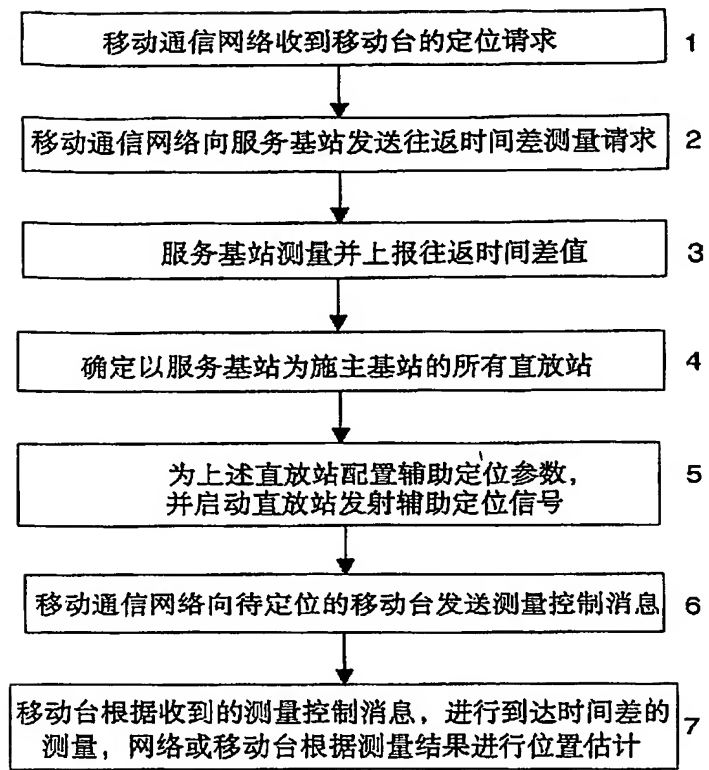 移动通信网络收到移动台的定位请求 1
移动通信网络向服务基站发送往返时间差测量请求 2
服务基站测量并上报往返时间差值 3
确定以服务基站为施主基站的所有直放站 4
为上述直放站配置辅助定位参数， 5
并启动直放站发射辅助定位信号
移动通信网络向待定位的移动台发送测量控制消息 6
移动台根据收到的测量控制消息，进行到达时间差的 7
测量，网络或移动台根据测量结果进行位置估计